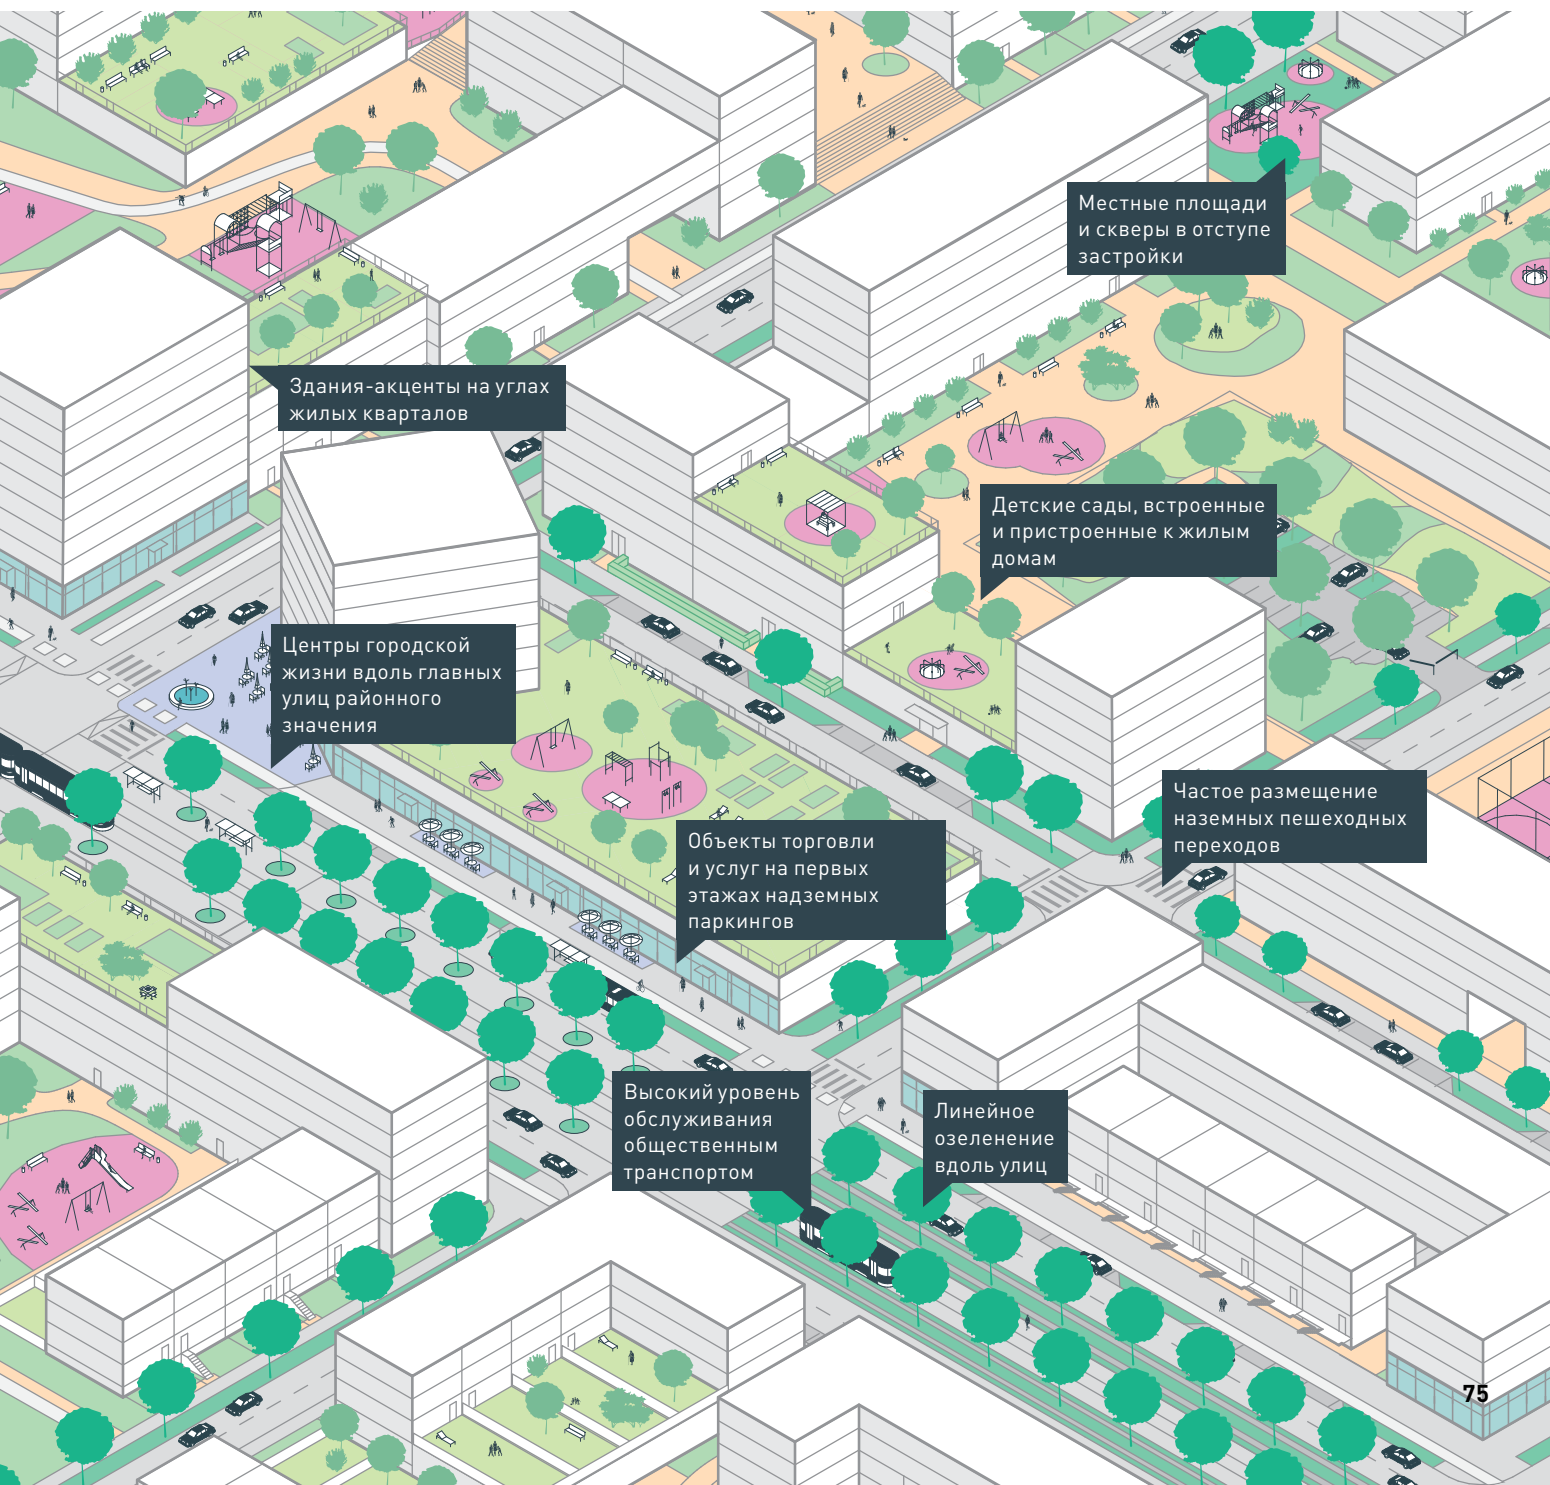 Местные площади
и скверы в отступе
застройки
Здания-акценты на углах
жилых кварталов
Детские сады, встроенные
и пристроенные к жилым
домам
Центры городской
жизни вдоль главных
улиц районного
значения
Частое размещение
наземных пешеходных
переходов
Объекты торговли
и услуг на первых
этажах надземных
паркингов
Высокий уровень
обслуживания
общественным
транспортом
Линейное
озеленение
вдоль улиц
75